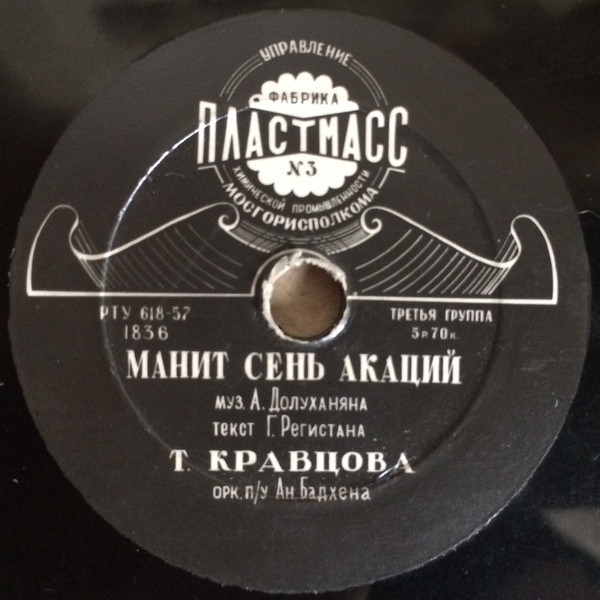 УПРАВЛЕНИЕ
ФАБРИКА
ПЛАСТМАСС
№3
ХИМИЧЕСКОЙ ПРОМЫШЛЕННОСТИ
МОСГОРИСПОЛКОМА
РТУ 618-57
1836
ТРЕТЬЯ ГРУППА
5р.70к.
МАНИТ СЕНЬ АКАЦИЙ
муз. А. Долуханяна
текст Г. Регистана
Т. КРАВЦОВА
орк. п/у Ан. Бадхена